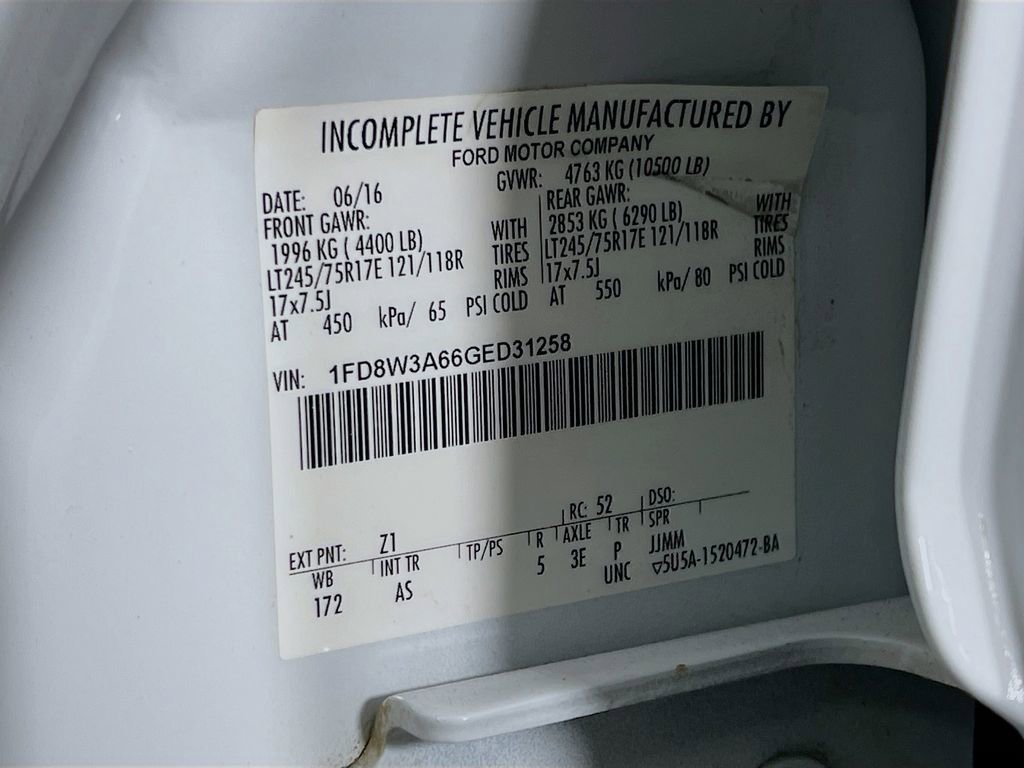 INCOMPLETE VEHICLE MANUFACTURED BY
FORD MOTOR COMPANY
DATE: 06/16 GVWR: 4763 KG (10500 LB)
FRONT GAWR: REAR GAWR:
1996 KG ( 4400 LB) WITH 2853 KG ( 6290 LB) WITH
LT245/75R17E 121/118R TIRES LT245/75R17E 121/118R TIRES
17x7.5J RIMS 17x7.5J RIMS
AT 450 kPa/ 65 PSI COLD AT 550 kPa/ 80 PSI COLD
VIN: 1FD8W3A66GED31258
EXT PNT: Z1 RC: 52 DSO:
WB INT TR TP/PS R AXLE TR SPR
172 AS 5 3E P JJMM
UNC ▽5U5A-1520472-BA